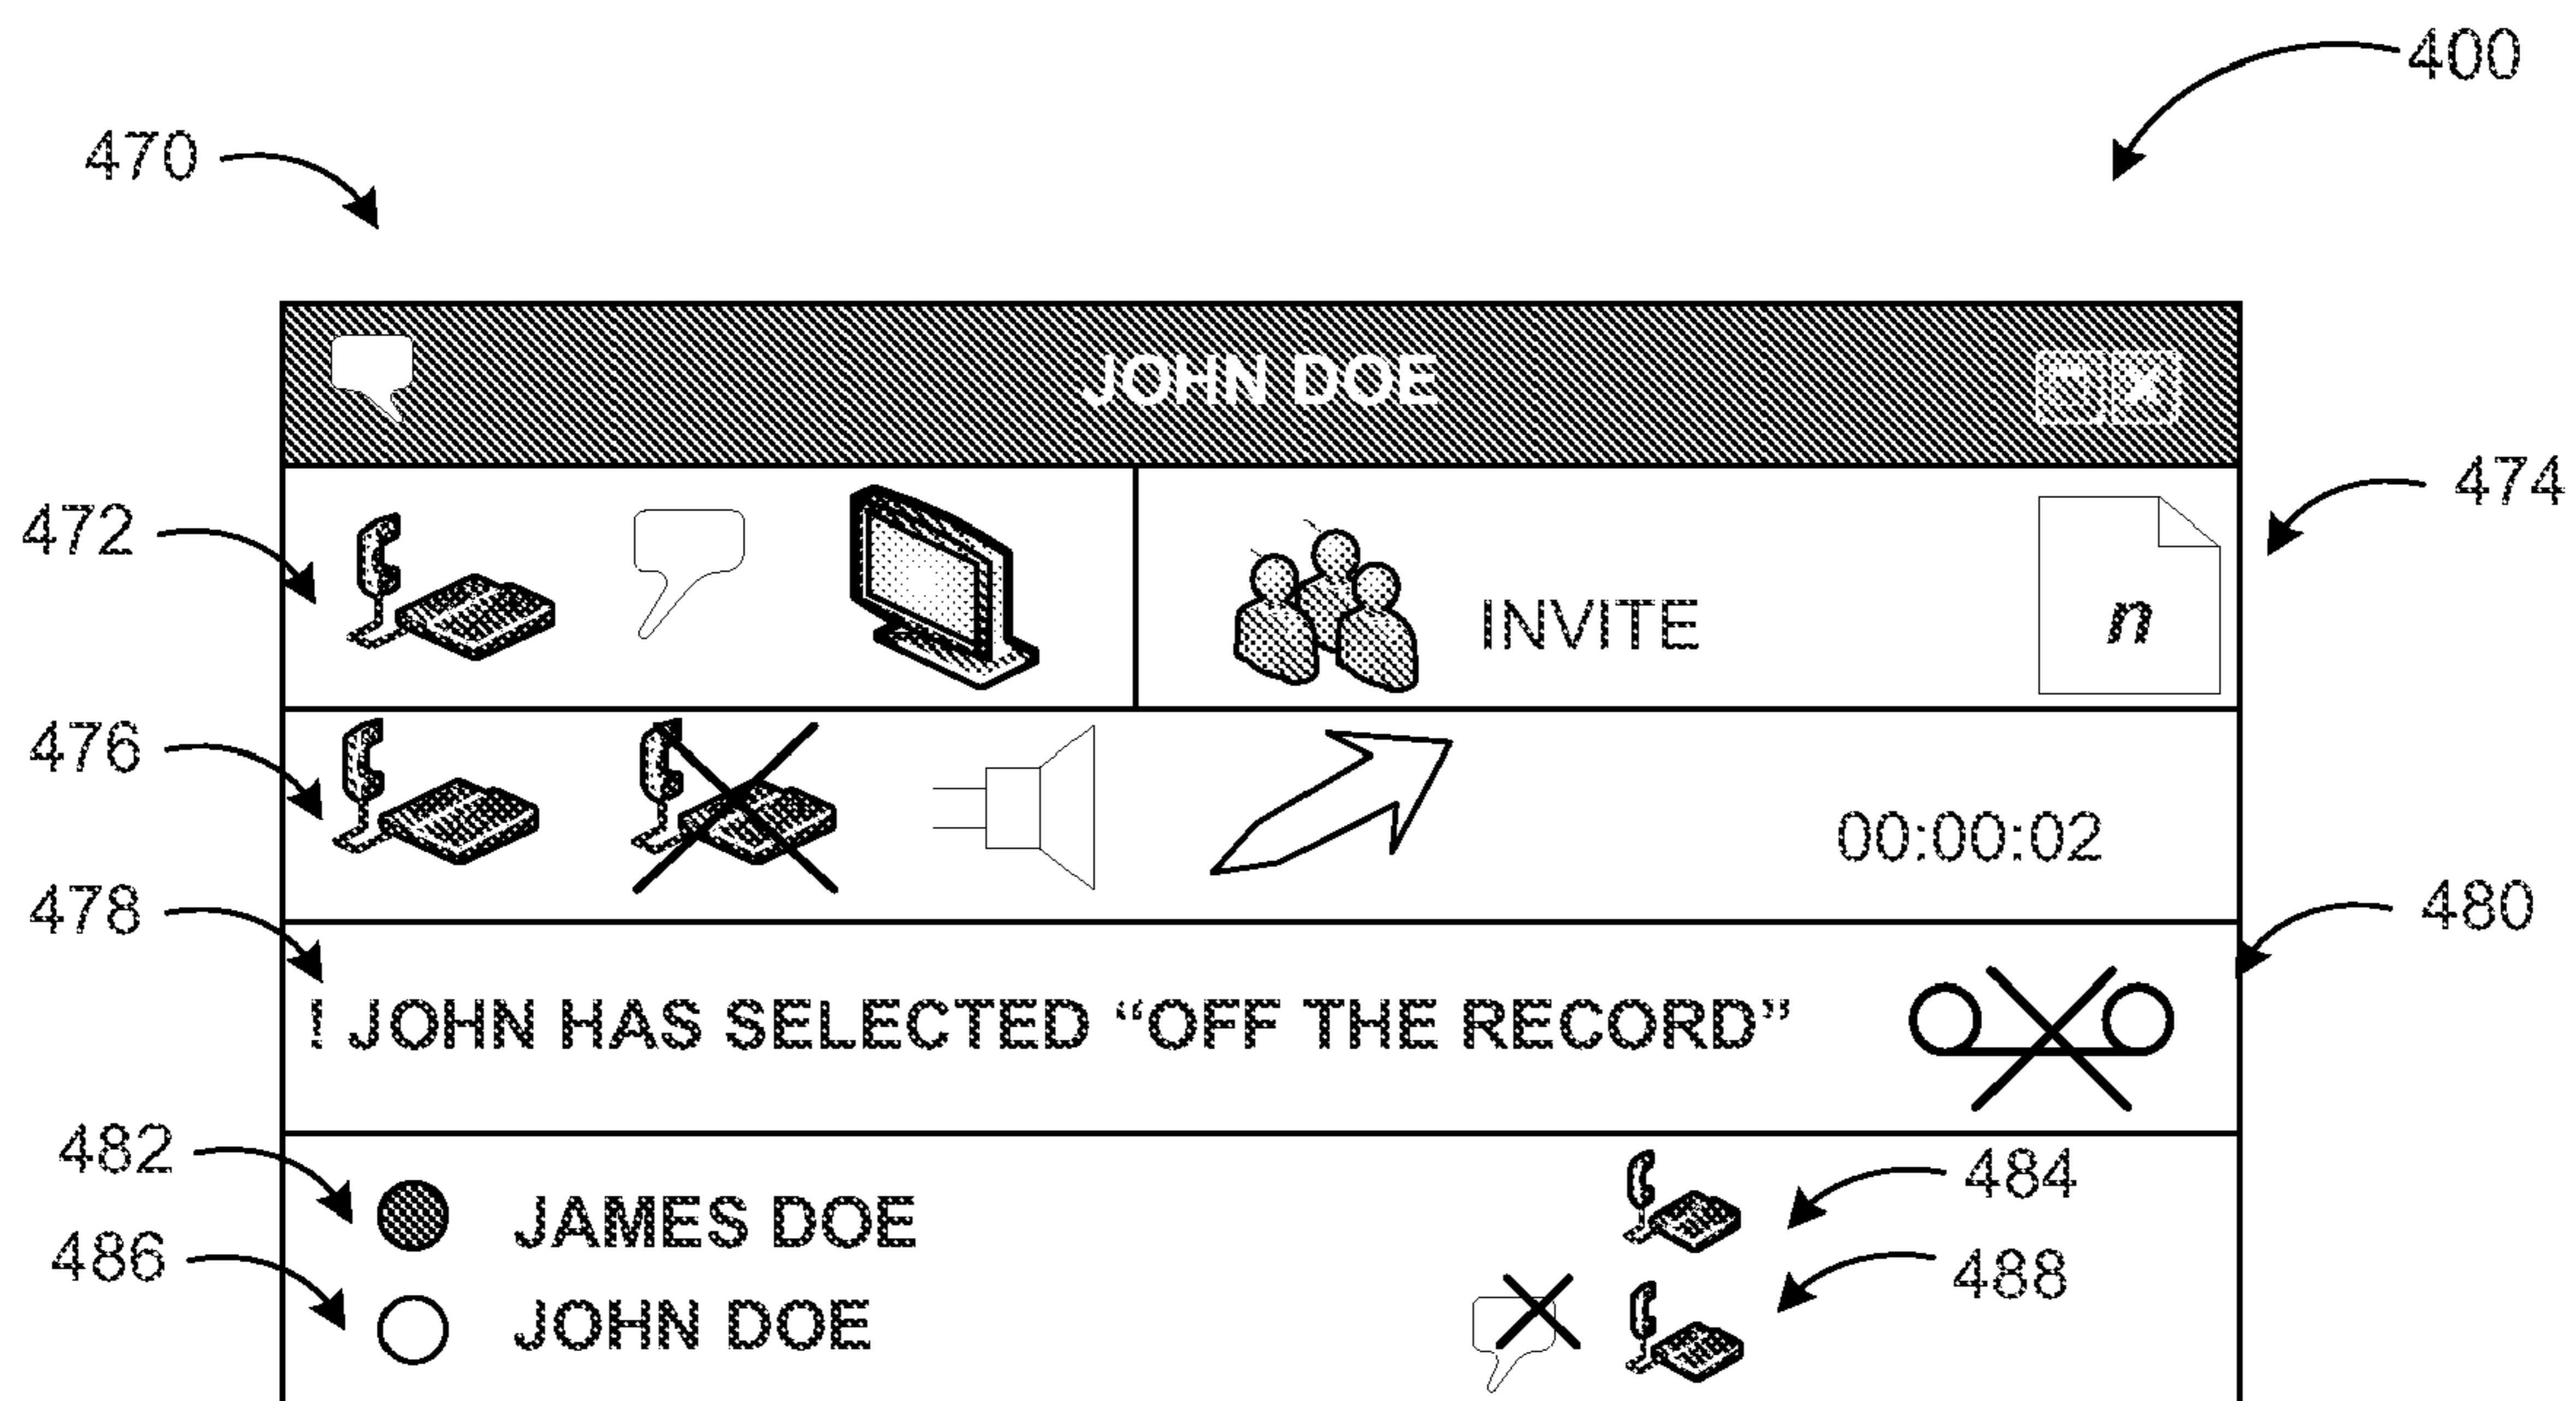 400
470
JOHN DOE
472
474
INVITE
n
476
00:00:02
478
480
! JOHN HAS SELECTED “OFF THE RECORD”
482
JAMES DOE
484
486
JOHN DOE
488